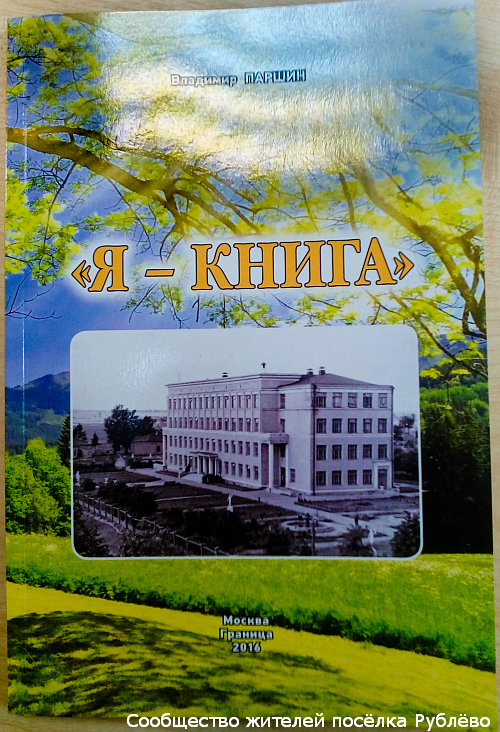 Владимир ПАРШИН
«Я – КНИГА»
Москва
Граница
2016
Сообщество жителей посёлка Рублёво